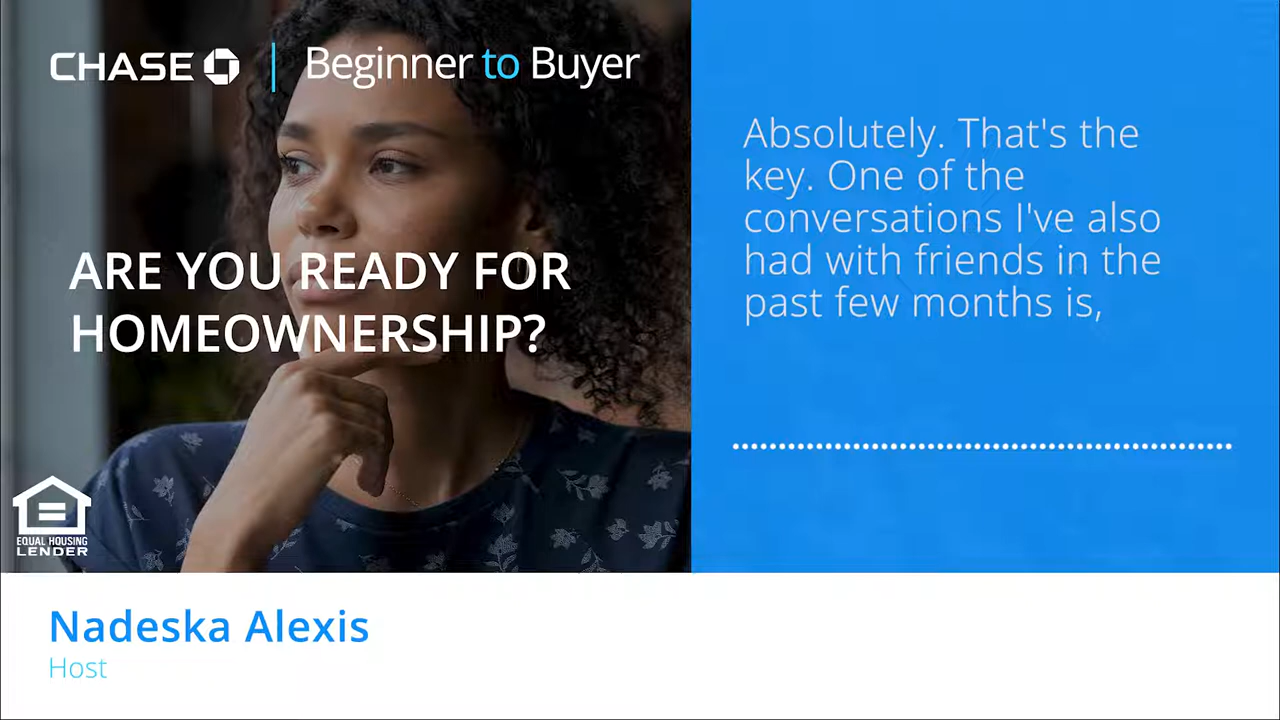 CHASE
Beginner to Buyer
ARE YOU READY FOR
HOMEOWNERSHIP?
EQUAL HOUSING
LENDER
Absolutely. That's the
key. One of the
conversations I've also
had with friends in the
past few months is,
Nadeska Alexis
Host